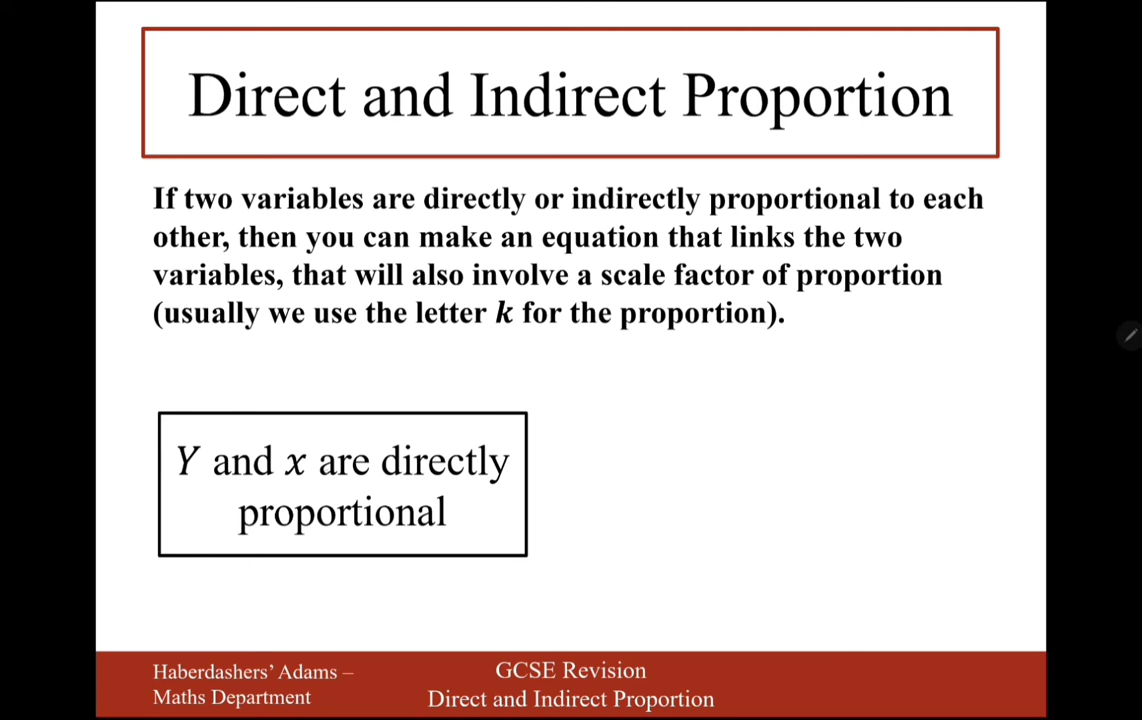 Direct and Indirect Proportion
If two variables are directly or indirectly proportional to each
other, then you can make an equation that links the two
variables, that will also involve a scale factor of proportion
(usually we use the letter k for the proportion).
Y and x are directly
proportional
Haberdashers’ Adams –
Maths Department
GCSE Revision
Direct and Indirect Proportion